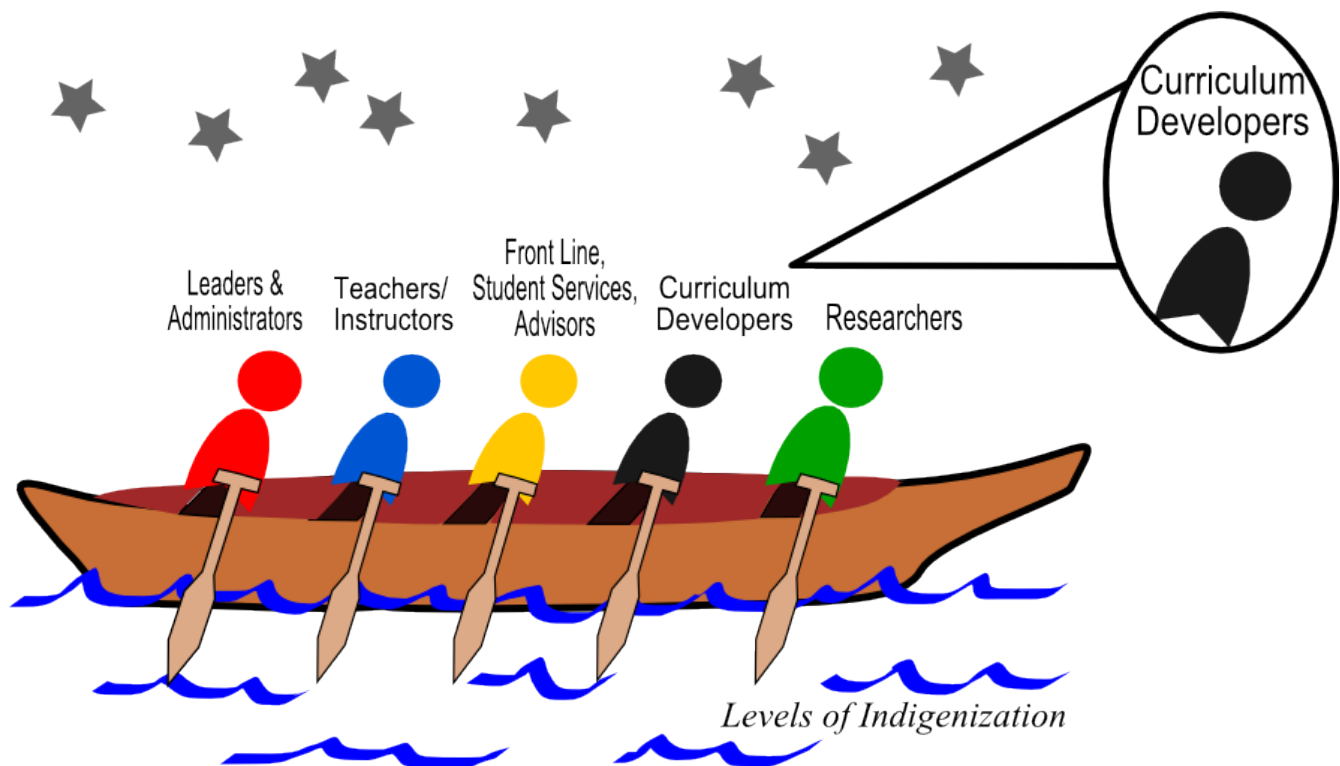 Curriculum
Developers
Leaders &
Administrators
Teachers/
Instructors
Front Line,
Student Services,
Advisors
Curriculum
Developers
Researchers
Levels of Indigenization